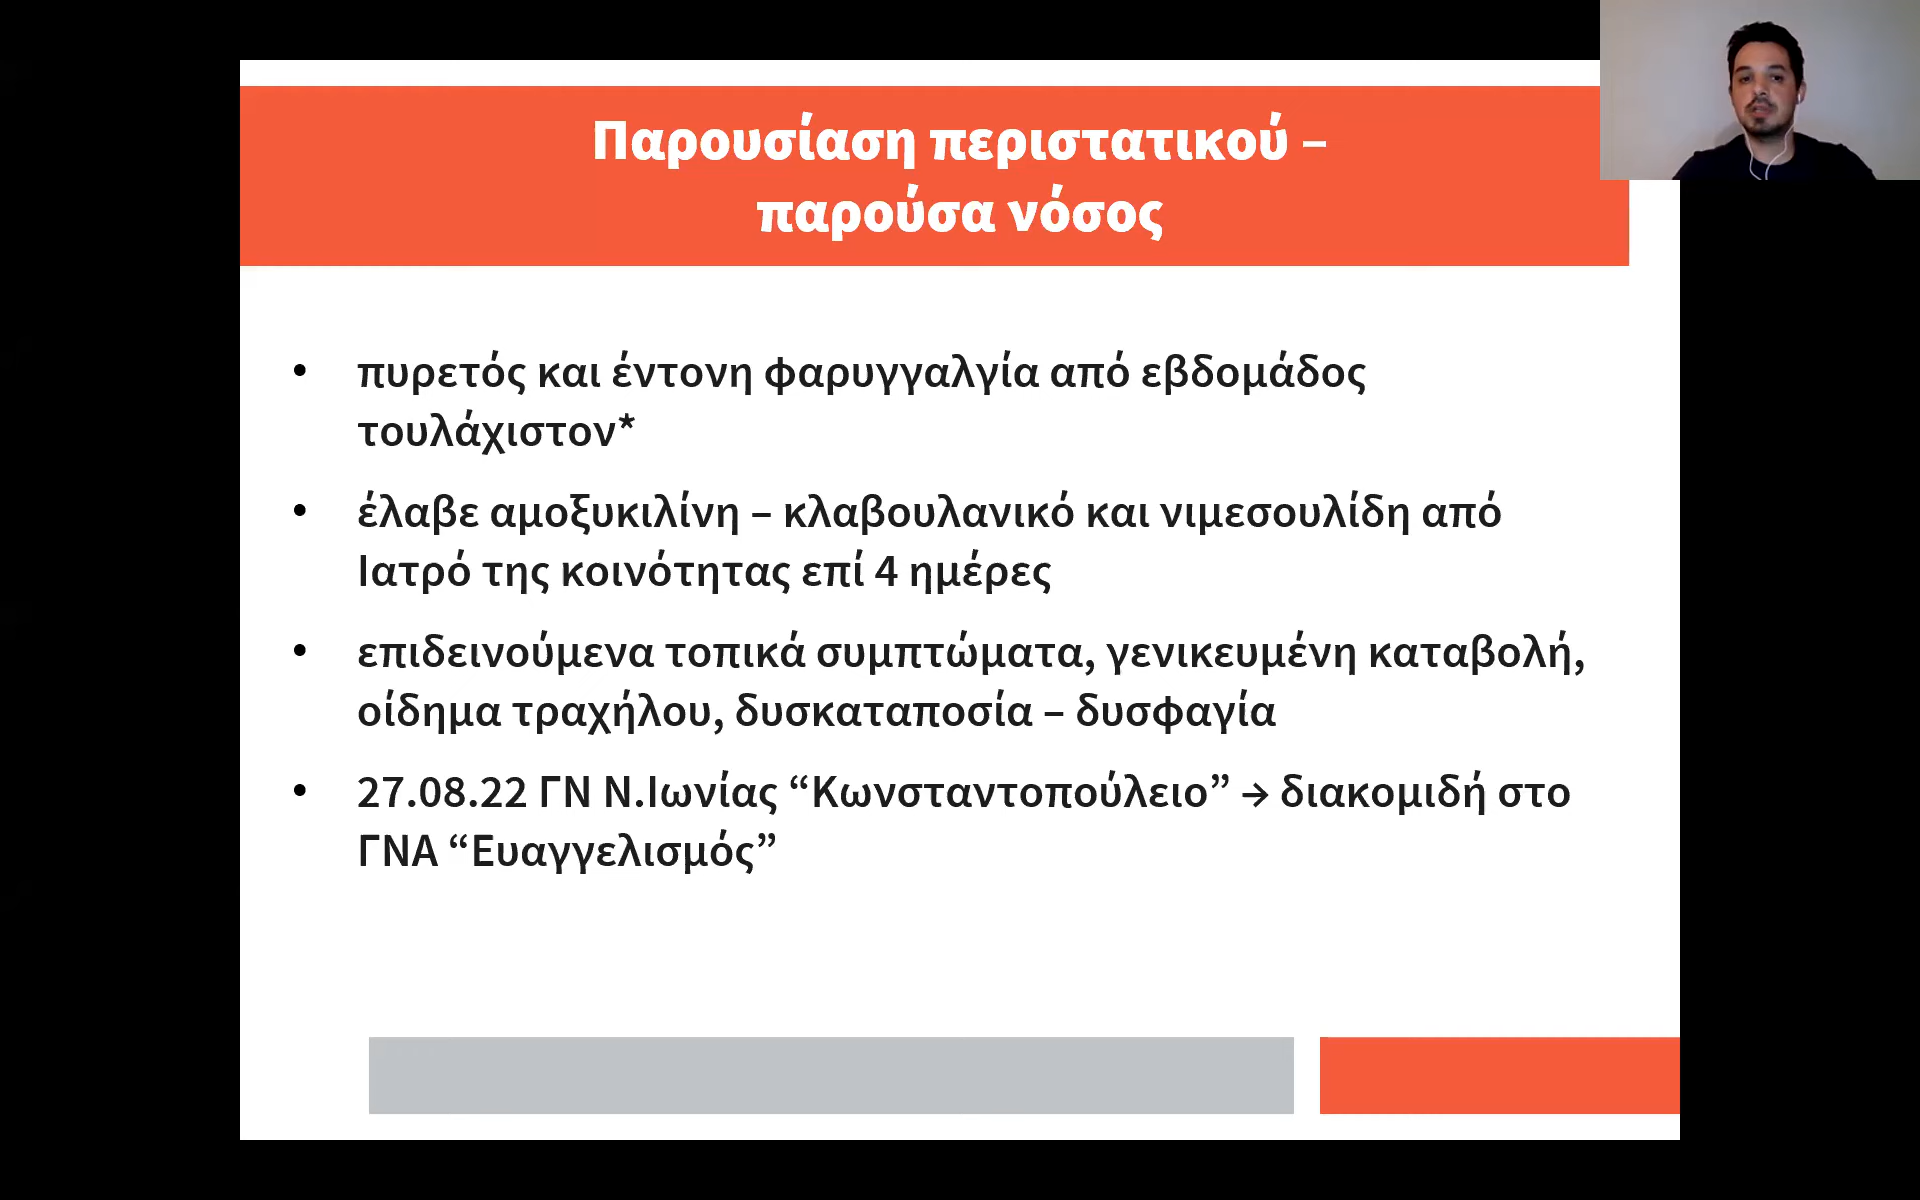 Παρουσίαση περιστατικού –
παρούσα νόσος
• πυρετός και έντονη φαρυγγαλγία από εβδομάδος
τουλάχιστον*
• έλαβε αμοξυκιλίνη – κλαβουλανικό και νιμεσουλίδη από
Ιατρό της κοινότητας επί 4 ημέρες
• επιδεινούμενα τοπικά συμπτώματα, γενικευμένη καταβολή,
οίδημα τραχήλου, δυσκαταποσία – δυσφαγία
• 27.08.22 ΓΝ Ν.Ιωνίας “Κωνσταντοπούλειο” → διακομιδή στο
ΓΝΑ “Ευαγγελισμός”